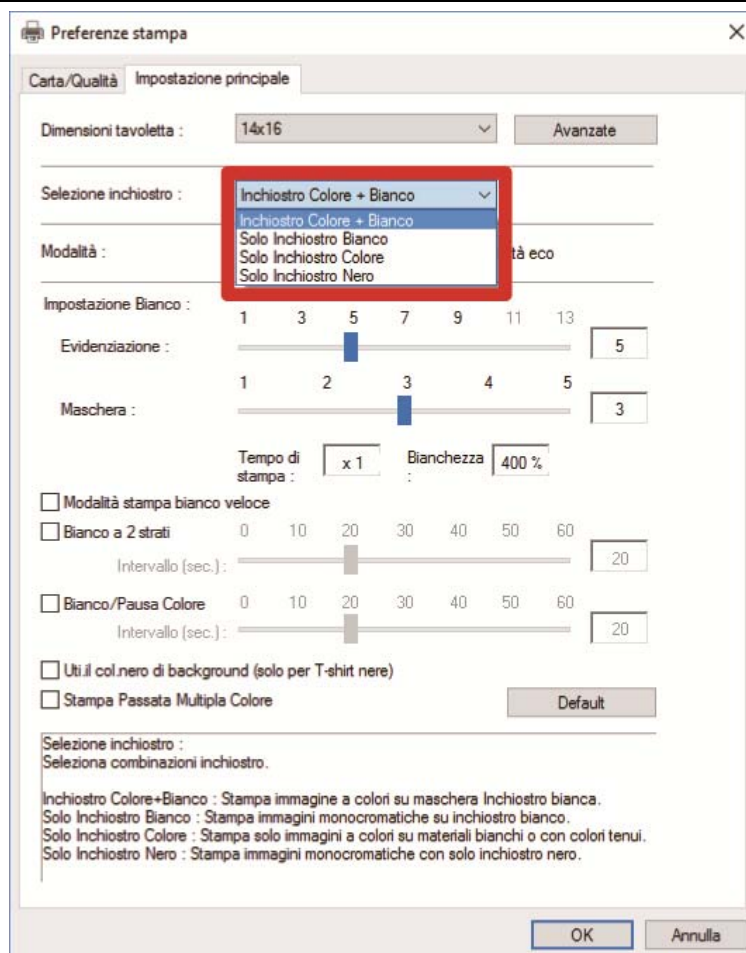 Preferenze stampa
Carta/Qualità Impostazione principale
Dimensioni tavoletta : 14x16 Avanzate
Selezione inchiostro : Inchiostro Colore + Bianco
Inchiostro Colore + Bianco
Solo Inchiostro Bianco
Modalità : Solo Inchiostro Colore tà eco
Solo Inchiostro Nero
Impostazione Bianco :
1 3 5 7 9 11 13
Evidenziazione : 5
1 2 3 4 5
Maschera : 3
Tempo di stampa : x 1 Bianchezza : 400 %
Modalità stampa bianco veloce
Bianco a 2 strati 0 10 20 30 40 50 60
Intervallo (sec.) : 20
Bianco/Pausa Colore 0 10 20 30 40 50 60
Intervallo (sec.) : 20
Uti.il col.nero di background (solo per T-shirt nere)
Stampa Passata Multipla Colore Default
Selezione inchiostro :
Seleziona combinazioni inchiostro.
Inchiostro Colore+Bianco : Stampa immagine a colori su maschera Inchiostro bianca.
Solo Inchiostro Bianco : Stampa immagini monocromatiche su inchiostro bianco.
Solo Inchiostro Colore : Stampa solo immagini a colori su materiali bianchi o con colori tenui.
Solo Inchiostro Nero : Stampa immagini monocromatiche con solo inchiostro nero.
OK Annulla